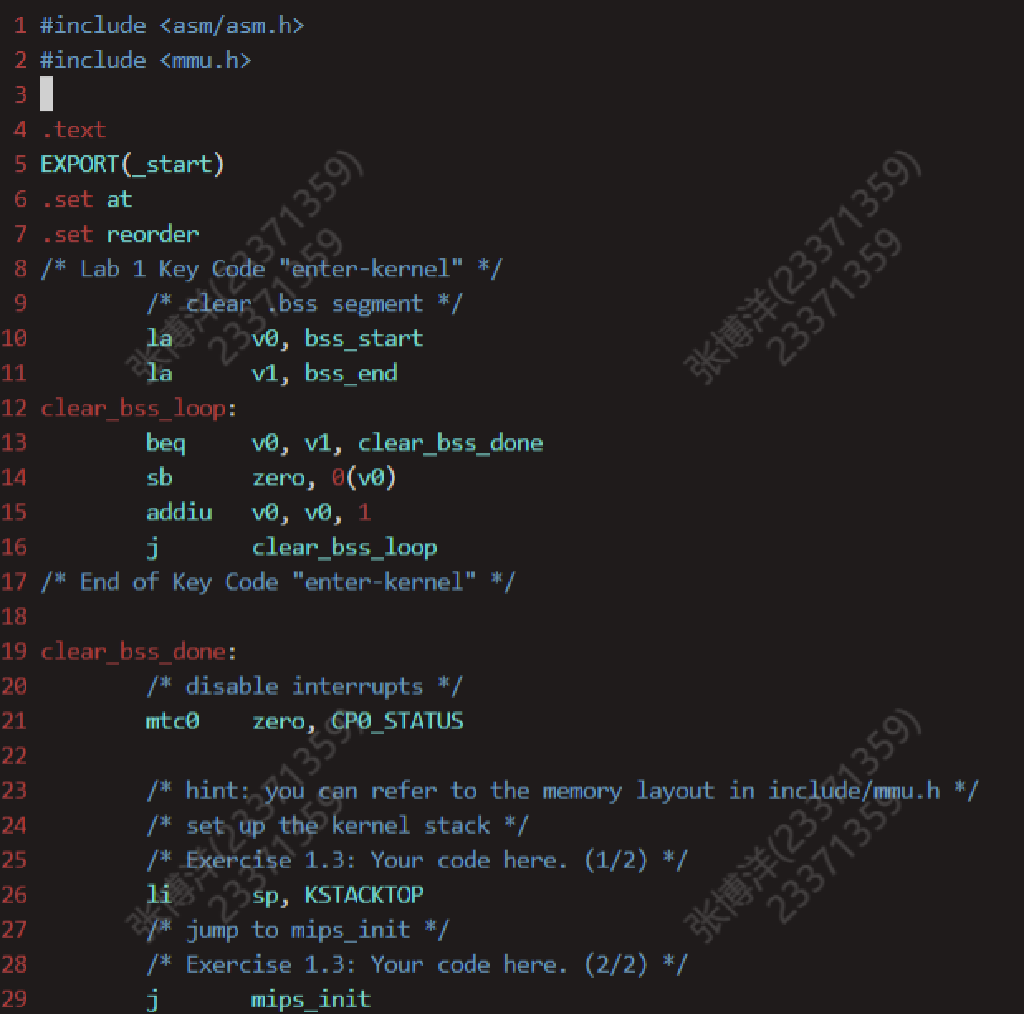 1 #include <asm/asm.h>
2 #include <mmu.h>
3
4 .text
5 EXPORT(_start)
6 .set at
7 .set reorder
8 /* Lab 1 Key Code "enter-kernel" */
9         /* clear .bss segment */
10         la      v0, bss_start
11         la      v1, bss_end
12 clear_bss_loop:
13         beq     v0, v1, clear_bss_done
14         sb      zero, 0(v0)
15         addiu   v0, v0, 1
16         j       clear_bss_loop
17 /* End of Key Code "enter-kernel" */
18
19 clear_bss_done:
20         /* disable interrupts */
21         mtc0    zero, CP0_STATUS
22
23         /* hint: you can refer to the memory layout in include/mmu.h */
24         /* set up the kernel stack */
25         /* Exercise 1.3: Your code here. (1/2) */
26         li      sp, KSTACKTOP
27         /* jump to mips_init */
28         /* Exercise 1.3: Your code here. (2/2) */
29         j       mips_init
张博洋(23371359)
23371359
张博洋(23371359)
23371359
张博洋(23371359)
23371359
张博洋(23371359)
23371359